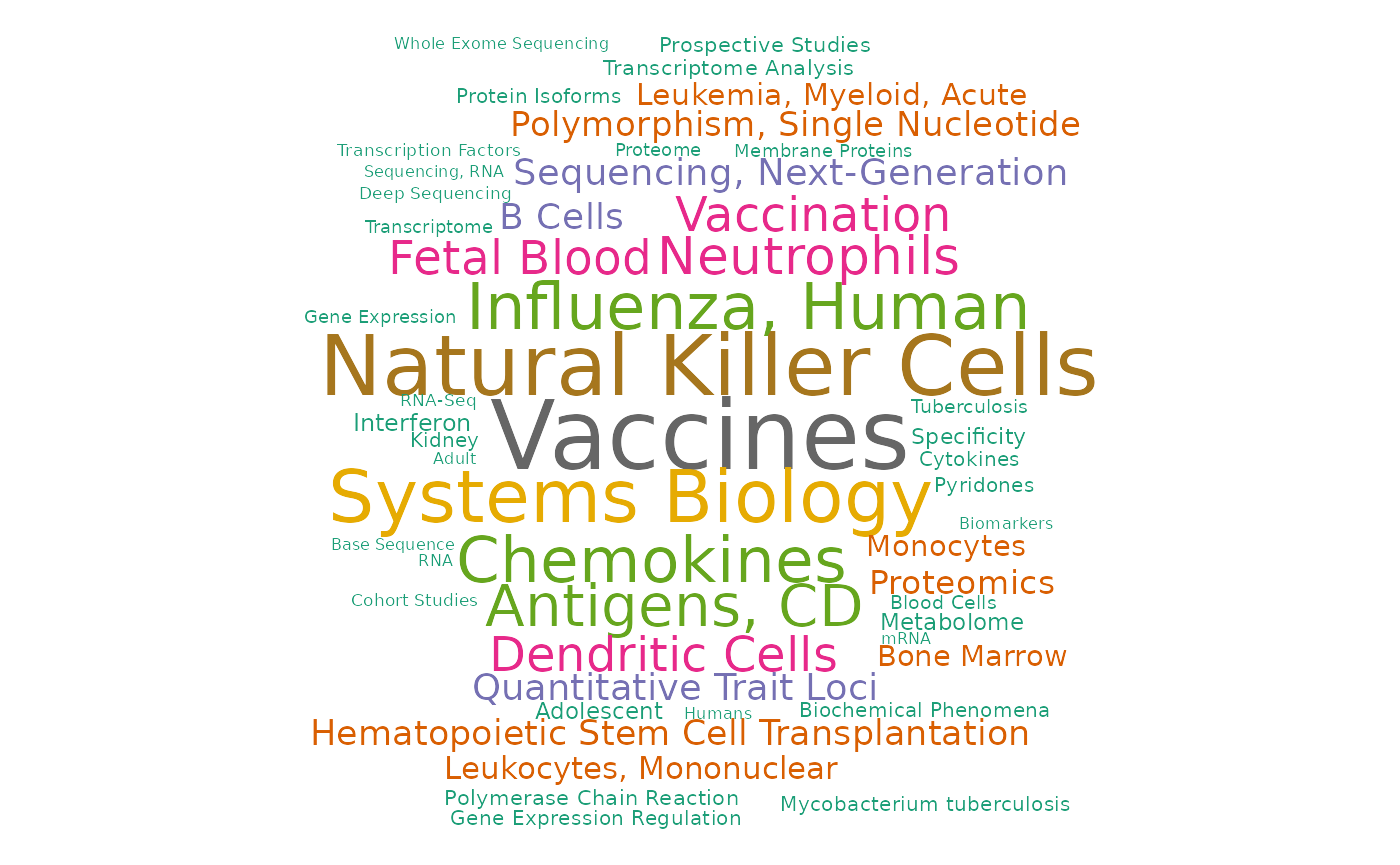 Whole Exome Sequencing
Prospective Studies
Transcriptome Analysis
Protein Isoforms
Leukemia, Myeloid, Acute
Polymorphism, Single Nucleotide
Transcription Factors
Proteome
Membrane Proteins
Sequencing, RNA
Sequencing, Next-Generation
Deep Sequencing
B Cells
Vaccination
Transcriptome
Fetal Blood
Neutrophils
Influenza, Human
Gene Expression
Natural Killer Cells
RNA-Seq
Tuberculosis
Interferon
Vaccines
Kidney
Specificity
Adult
Cytokines
Systems Biology
Pyridones
Biomarkers
Base Sequence
Monocytes
RNA
Chemokines
Proteomics
Cohort Studies
Antigens, CD
Blood Cells
Metabolome
mRNA
Dendritic Cells
Bone Marrow
Quantitative Trait Loci
Adolescent
Humans
Biochemical Phenomena
Hematopoietic Stem Cell Transplantation
Leukocytes, Mononuclear
Polymerase Chain Reaction
Mycobacterium tuberculosis
Gene Expression Regulation